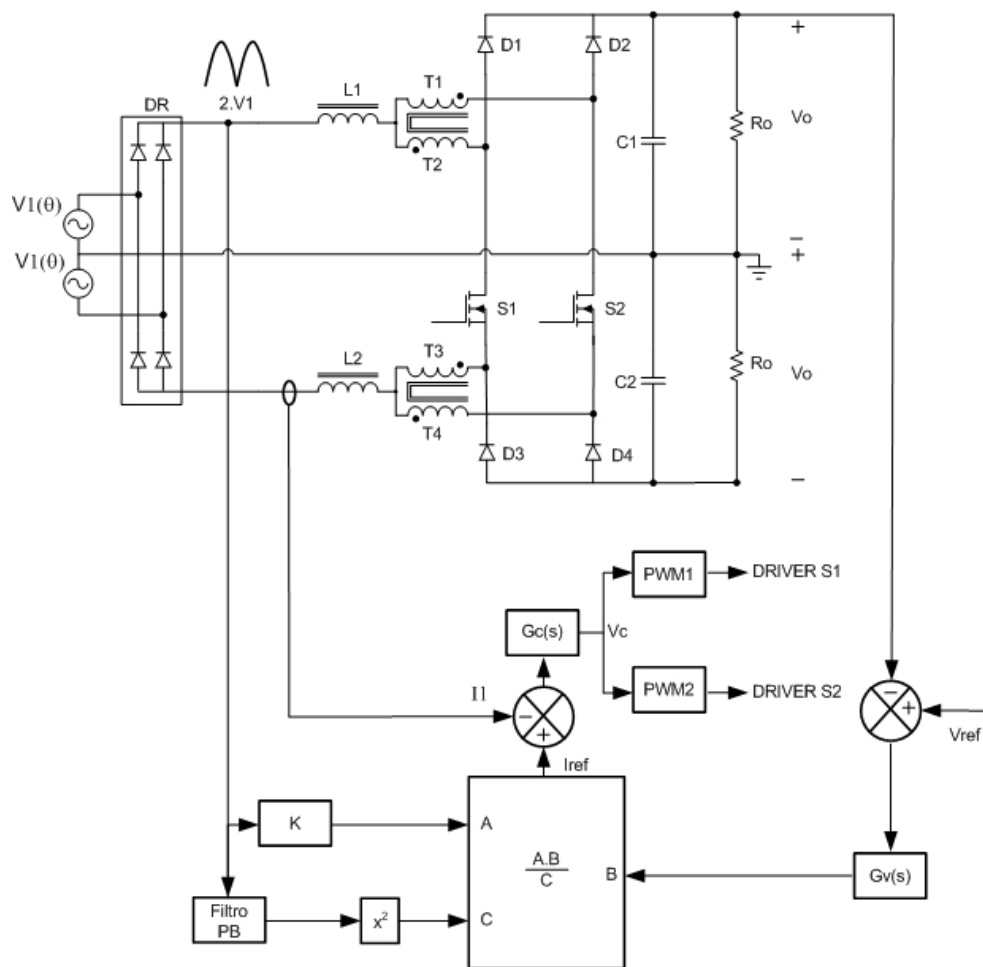 D1
D2
T1
L1
2.V1
DR
+
Ro
Vo
C1
T2
V1(θ)
−
V1(θ)
+
S1
S2
T3
L2
Ro
Vo
C2
T4
D3
D4
−
PWM1
DRIVER S1
Gc(s)
Vc
PWM2
DRIVER S2
I1
−
+
−
+
Vref
Iref
K
A
A.B
C
B
Gv(s)
Filtro
PB
x²
C